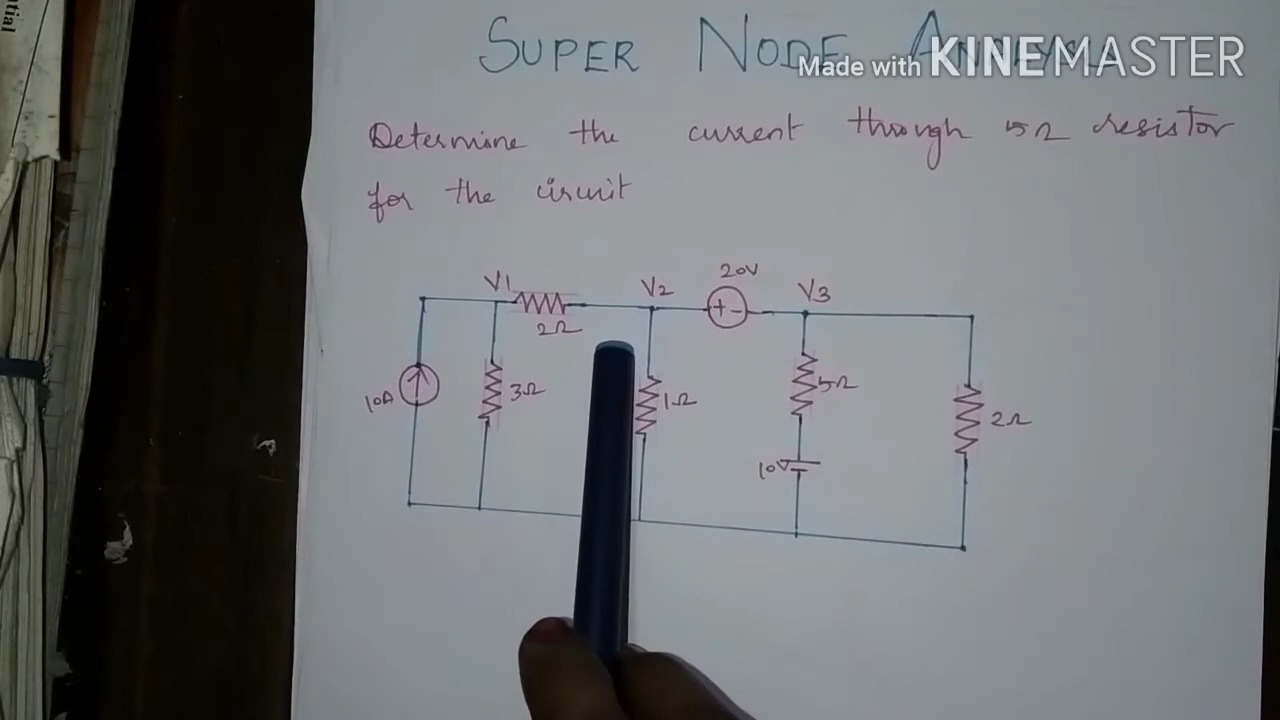 SUPER NODE ANALYSIS
Made with KINEMASTER
Determine the current through 5Ω resistor
for the circuit
20V
V1 V2 V3
2Ω
10A 3Ω 1Ω 5Ω 2Ω
10V